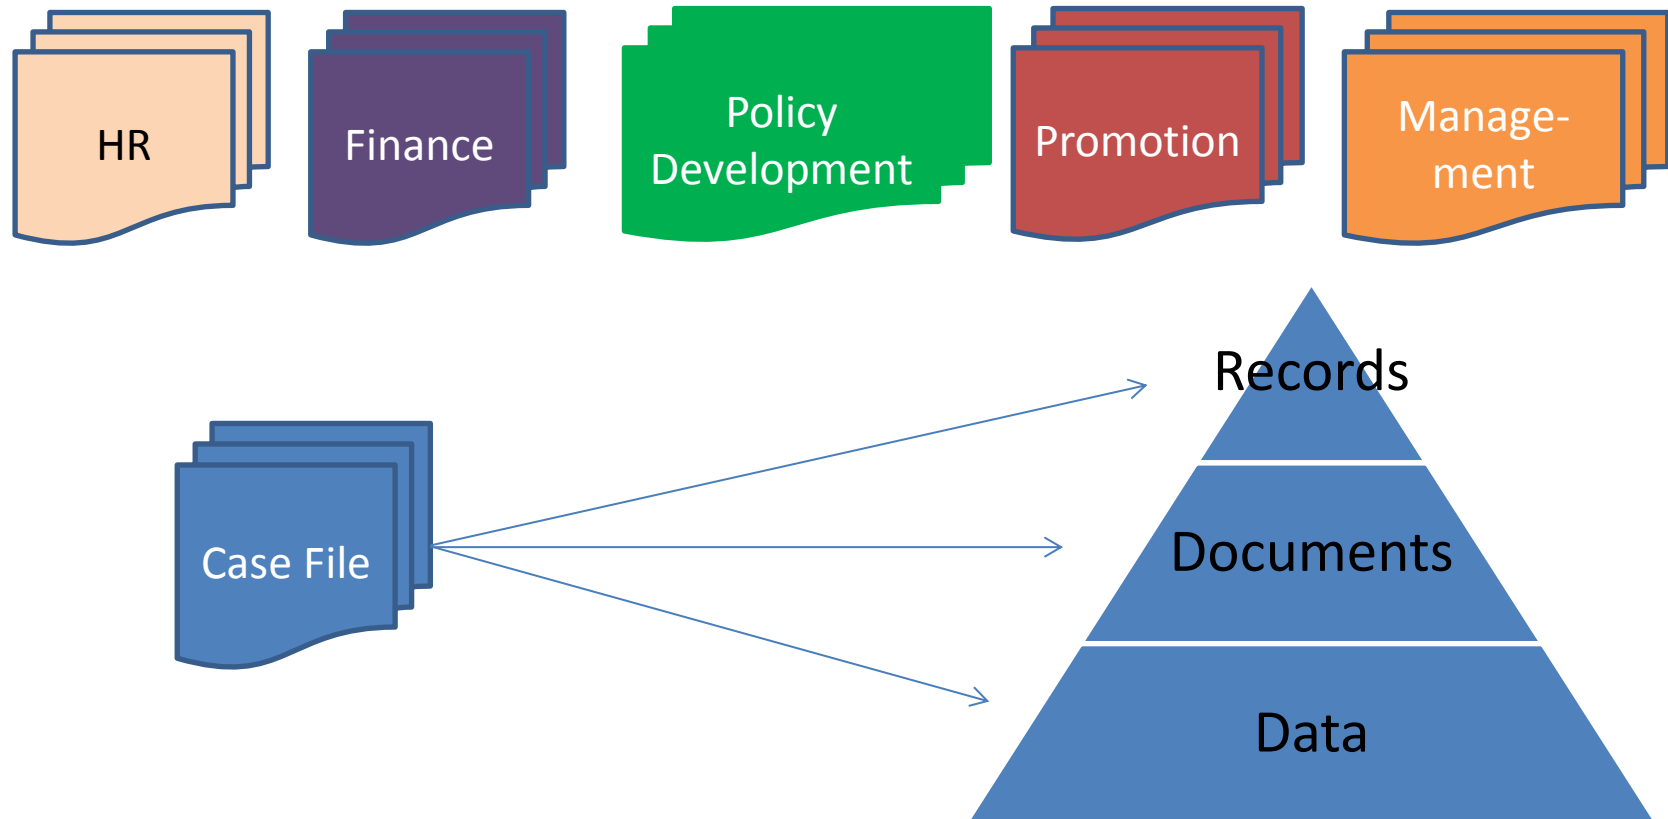 HR
Finance
Policy
Development
Promotion
Manage-
ment
Records
Case File
Documents
Data